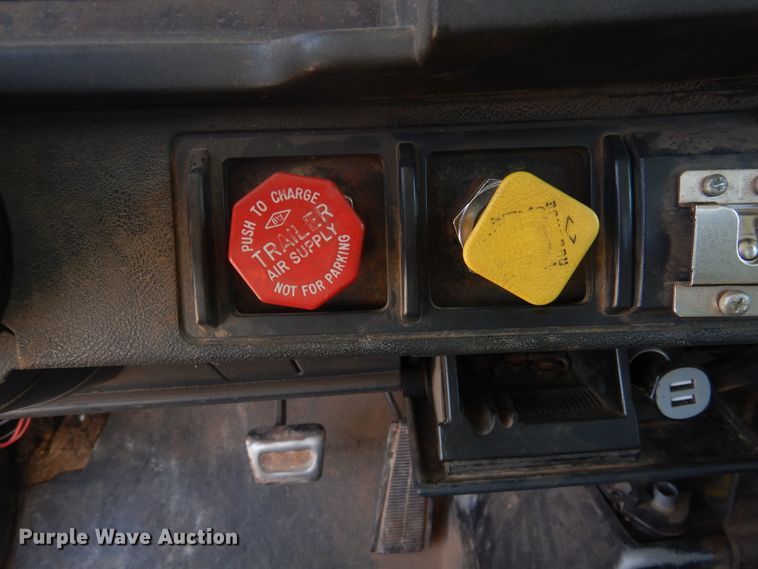 PUSH TO CHARGE
TRAILER
AIR SUPPLY
NOT FOR PARKING
Purple Wave Auction